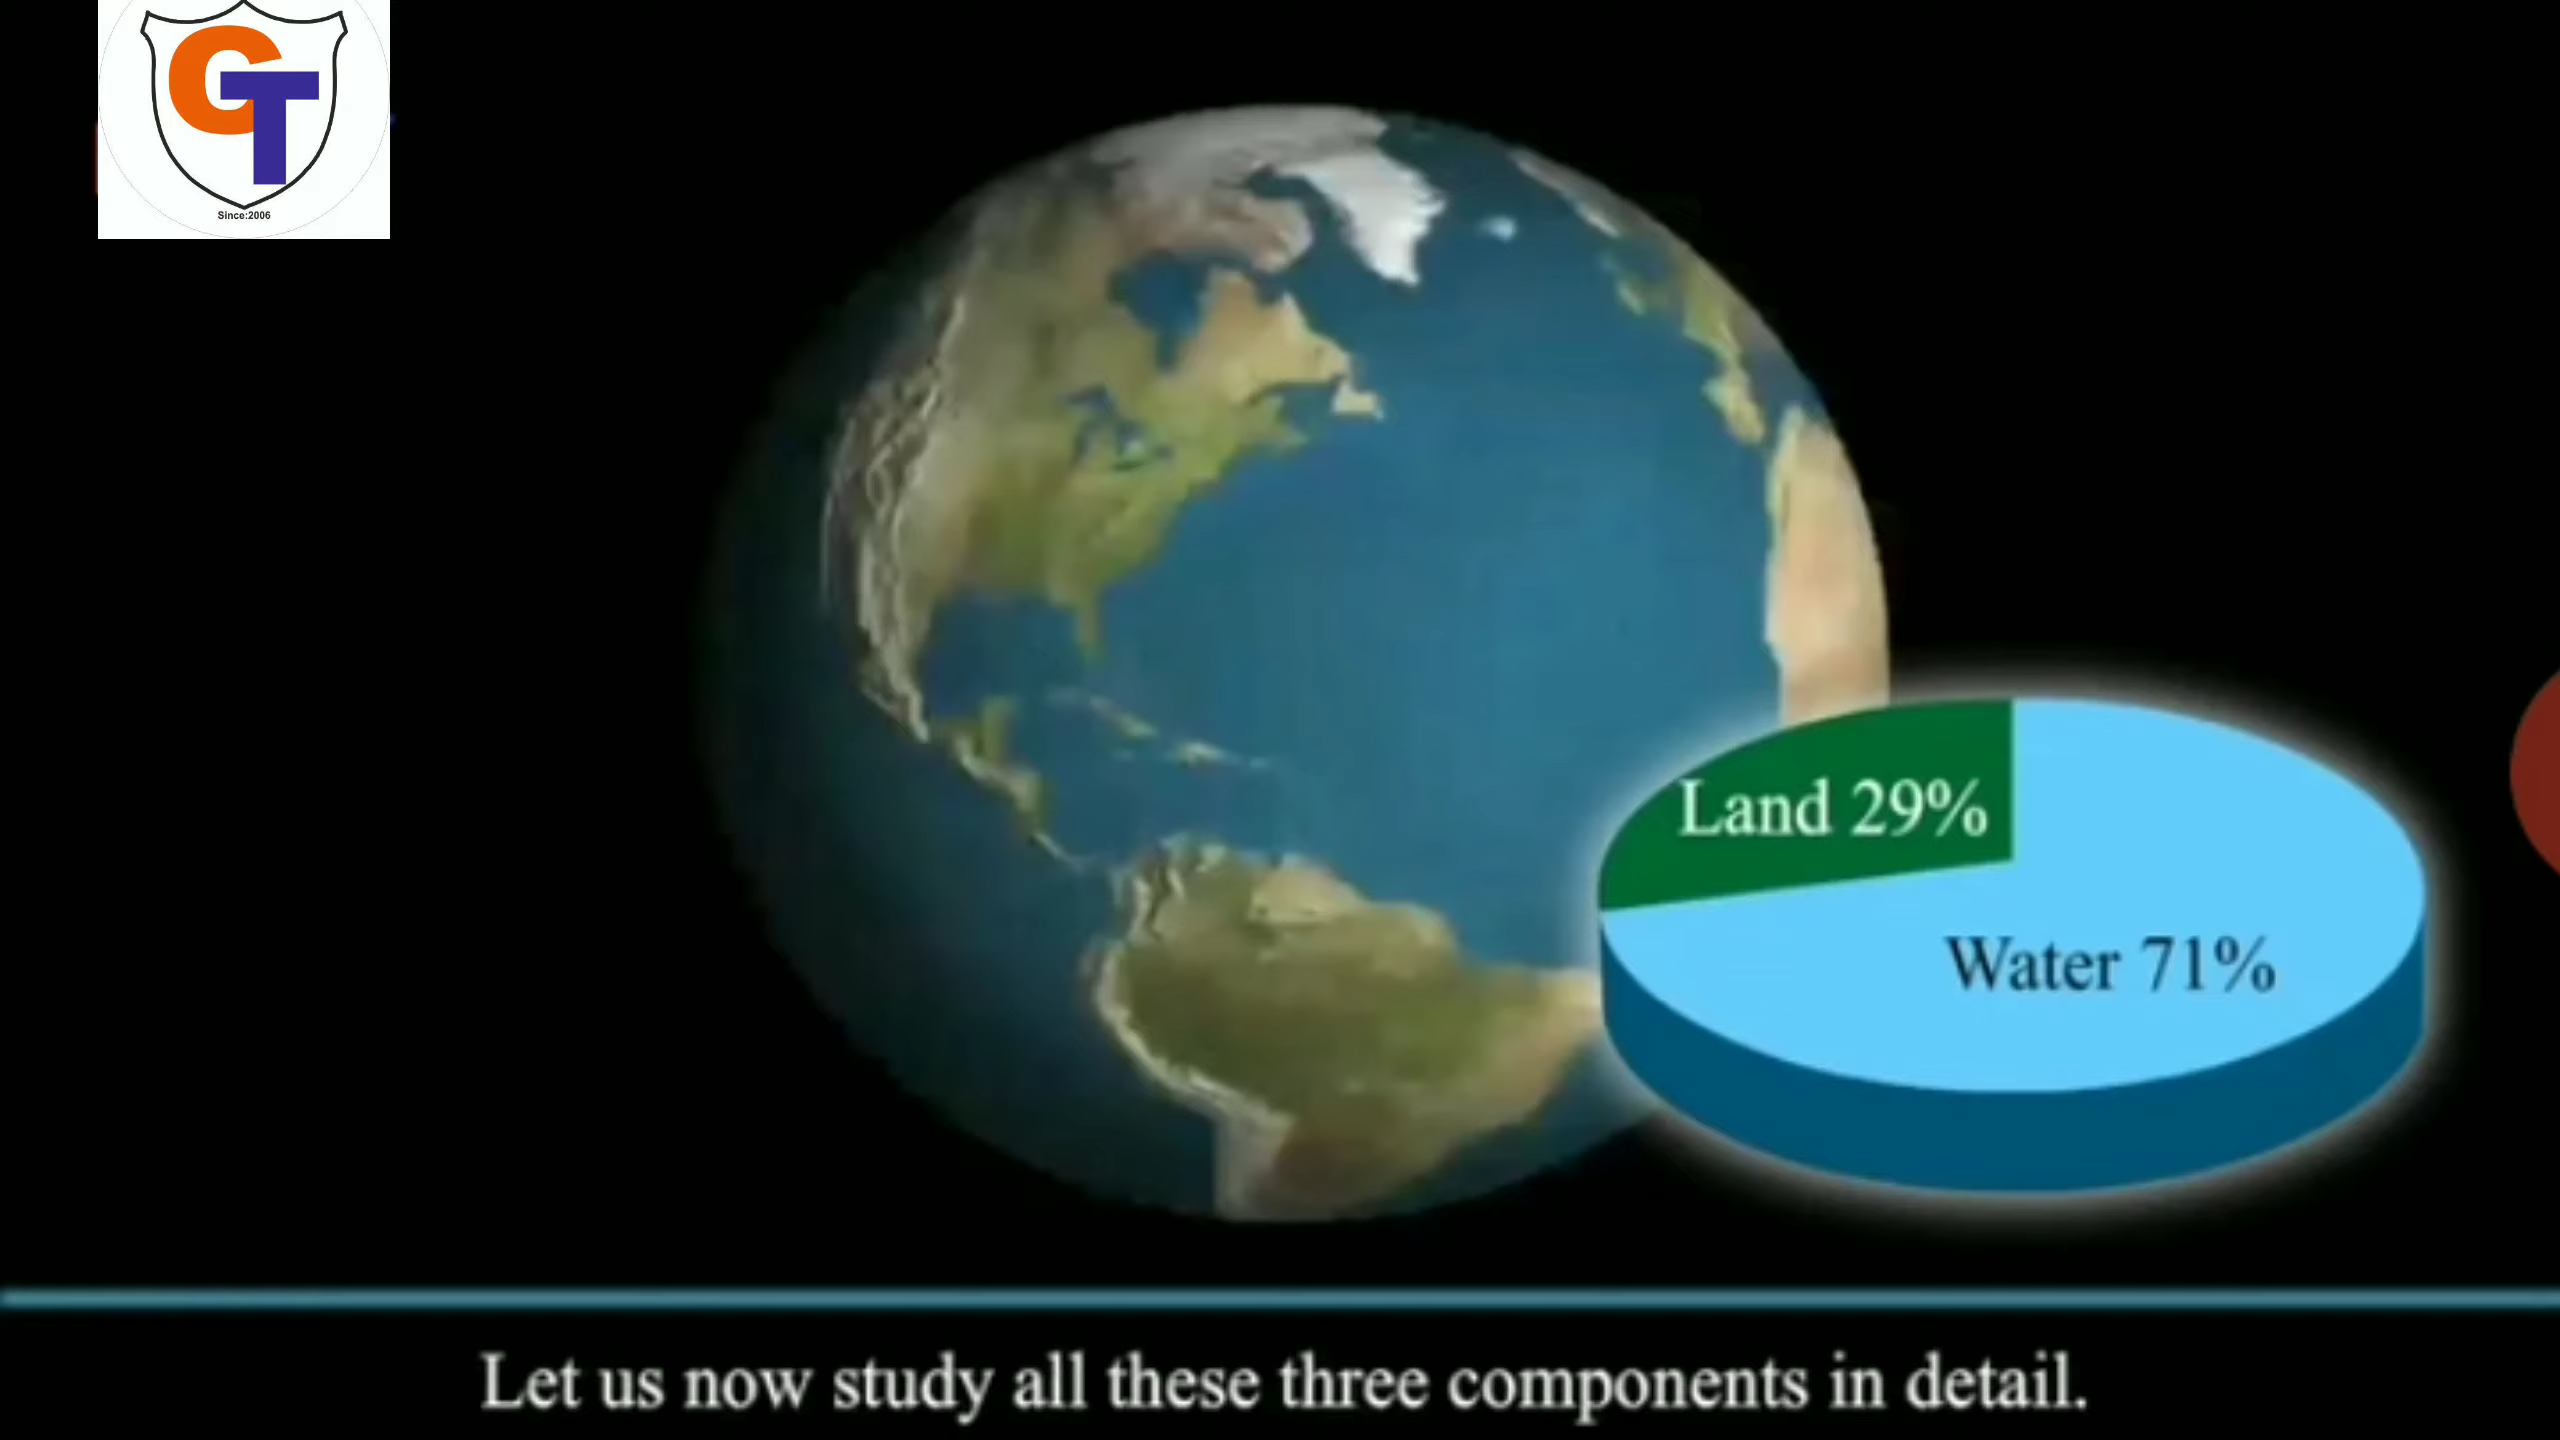 GT
Since:2006
Land 29%
Water 71%
Let us now study all these three components in detail.